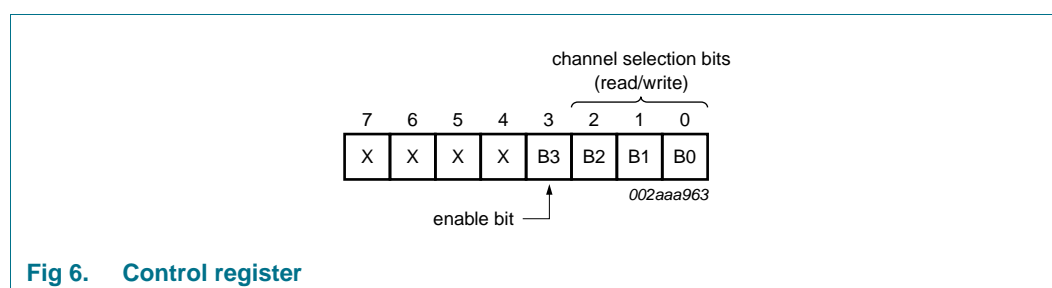 channel selection bits
(read/write)
7 6 5 4 3 2 1 0
X X X X B3 B2 B1 B0
002aaa963
enable bit
Fig 6. Control register